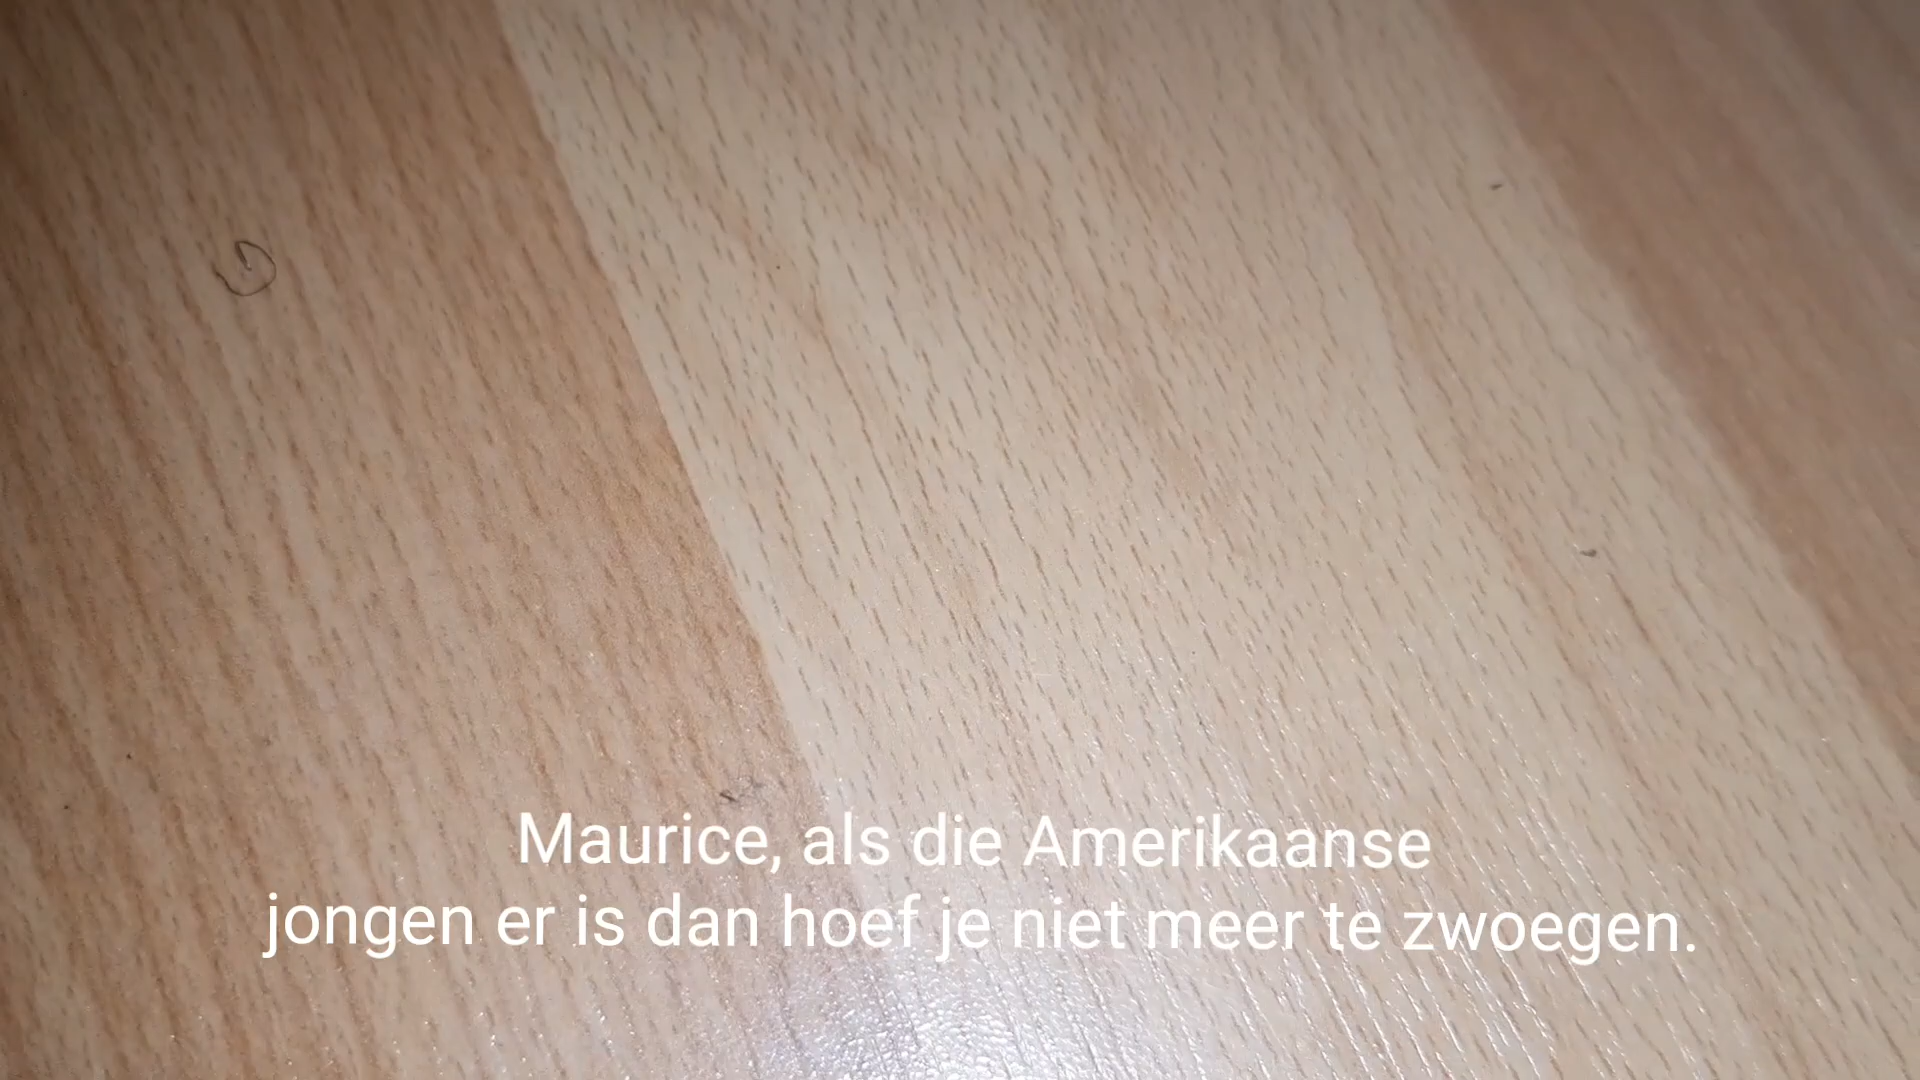 Maurice, als die Amerikaanse
jongen er is dan hoef je niet meer te zwoegen.